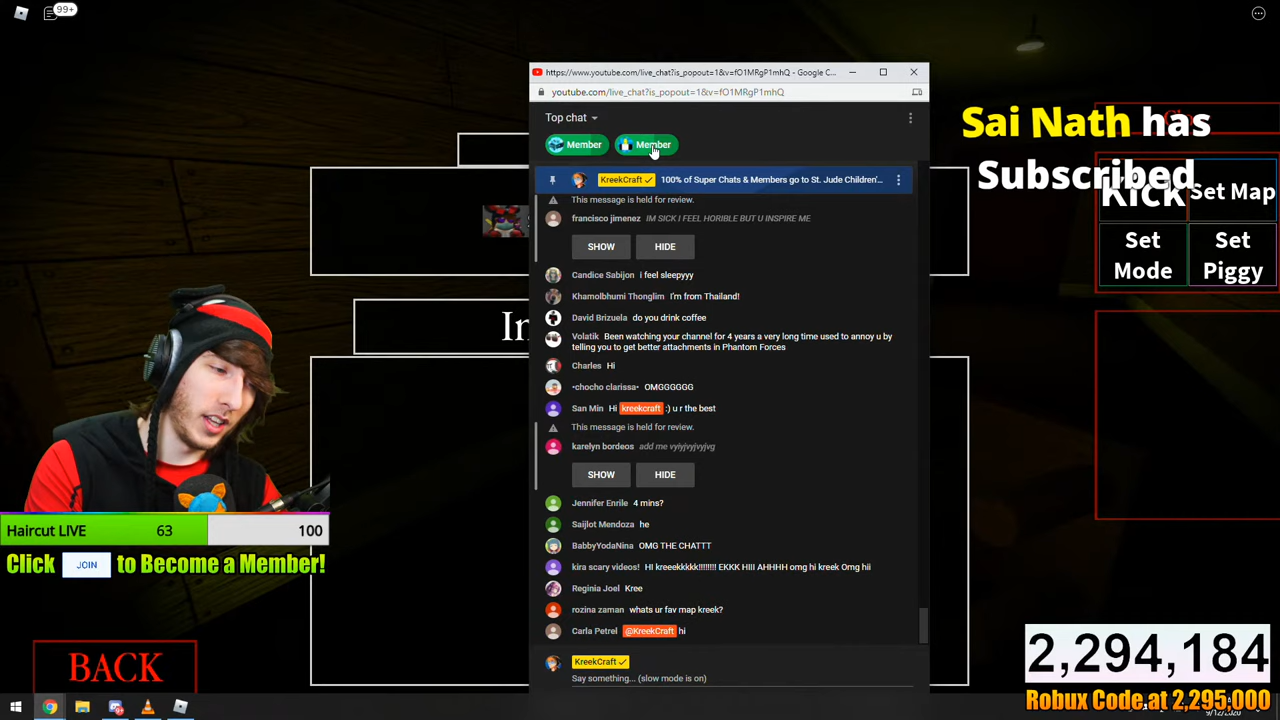 99+
https://www.youtube.com/live_chat?is_popout=1&v=fO1MRgP1mhQ - Google C...
youtube.com/live_chat?is_popout=1&v=fO1MRgP1mhQ
Top chat
Member Member
KreekCraft 100% of Super Chats & Members go to St. Jude Children'...
This message is held for review.
francisco jimenez IM SICK I FEEL HORIBLE BUT U INSPIRE ME
SHOW HIDE
Candice Sabijon i feel sleepyyy
Khamolbhumi Thonglim I'm from Thailand!
David Brizuela do you drink coffee
Volatik Been watching your channel for 4 years a very long time used to annoy u by
telling you to get better attachments in Phantom Forces
Charles Hi
•chocho clarissa• OMGGGGGG
San Min Hi kreekcraft :) u r the best
This message is held for review.
karelyn bordeos add me vyiyjvyjvyjvg
SHOW HIDE
Jennifer Enrile 4 mins?
Saijlot Mendoza he
BabbyYodaNina OMG THE CHATTT
kira scary videos! HI kreeekkkkk!!!!!!!! EKKK HIII AHHHH omg hi kreek Omg hii
Reginia Joel Kree
rozina zaman whats ur fav map kreek?
Carla Petrel @KreekCraft hi
KreekCraft
Say something... (slow mode is on)
Sai Nath has
Subscribed
Kick Set Map
Set Mode
Set Piggy
In
Haircut LIVE 63 100
Click JOIN to Become a Member!
BACK
2,294,184
Robux Code at 2,295,000
9/12/2020